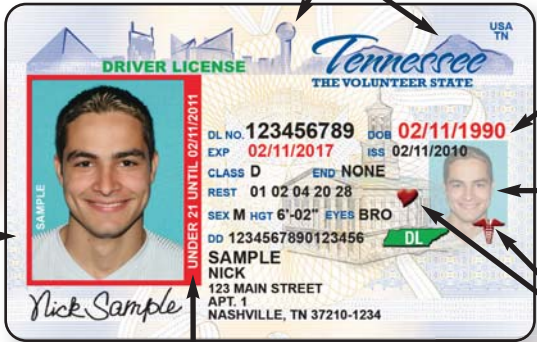 USA
TN
Tennessee
THE VOLUNTEER STATE
DRIVER LICENSE
SAMPLE
UNDER 21 UNTIL 02/11/2011
DL NO. 123456789 DOB 02/11/1990
EXP 02/11/2017 ISS 02/11/2010
CLASS D END NONE
REST 01 02 04 20 28
SEX M HGT 6'-02" EYES BRO
DD 1234567890123456 DL
SAMPLE
NICK
123 MAIN STREET
APT. 1
NASHVILLE, TN 37210-1234
Nick Sample